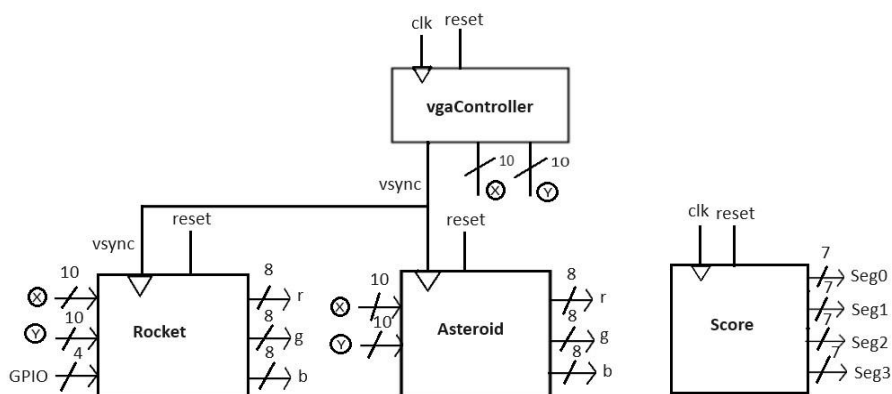 clk reset
vgaController
10 10
X Y
vsync
vsync reset
reset
clk reset
10 8
X r
10 8
Y Rocket g
4 8
GPIO b
10 8
X r
10 8
Y Asteroid g
8
b
7
Seg0
7
Seg1
7
Score Seg2
7
Seg3